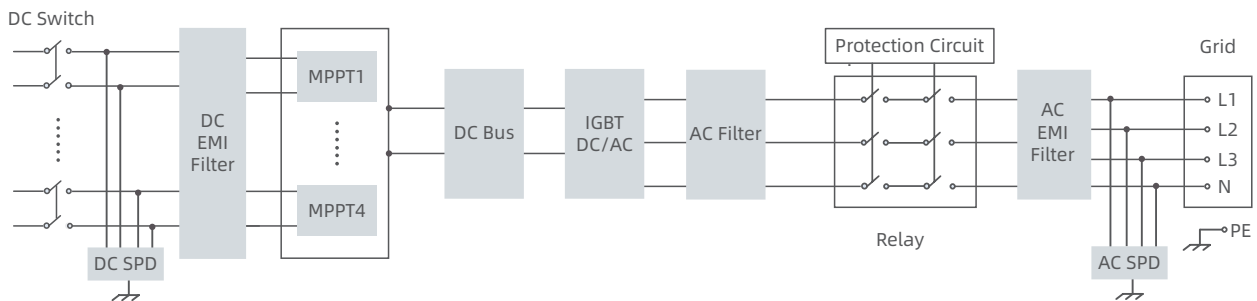 DC Switch
DC
EMI
Filter
DC SPD
MPPT1
MPPT4
DC Bus
IGBT
DC/AC
AC Filter
Protection Circuit
Relay
AC
EMI
Filter
AC SPD
Grid
L1
L2
L3
N
PE